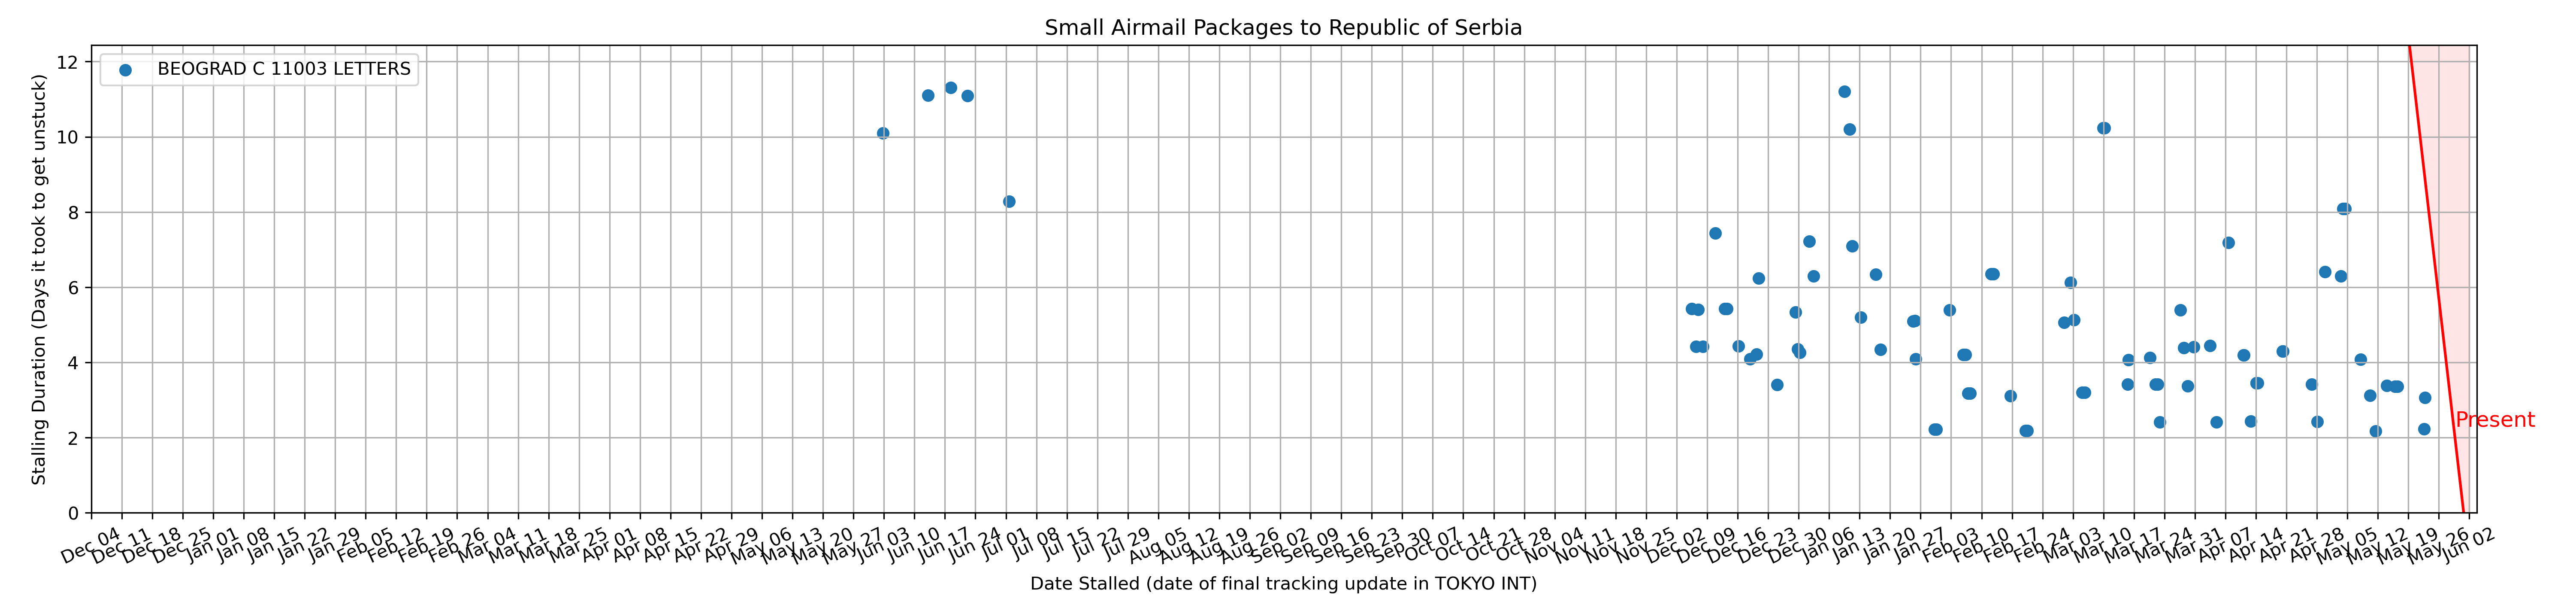 Small Airmail Packages to Republic of Serbia
BEOGRAD C 11003 LETTERS
Stalling Duration (Days it took to get unstuck)
12
10
8
6
4
2
0
Present
Dec 04 Dec 11 Dec 18 Dec 25 Jan 01 Jan 08 Jan 15 Jan 22 Jan 29 Feb 05 Feb 12 Feb 19 Feb 26 Mar 04 Mar 11 Mar 18 Mar 25 Apr 01 Apr 08 Apr 15 Apr 22 Apr 29 May 06 May 13 May 20 May 27 Jun 03 Jun 10 Jun 17 Jun 24 Jul 01 Jul 08 Jul 15 Jul 22 Jul 29 Aug 05 Aug 12 Aug 19 Aug 26 Sep 02 Sep 09 Sep 16 Sep 23 Sep 30 Oct 07 Oct 14 Oct 21 Oct 28 Nov 04 Nov 11 Nov 18 Nov 25 Dec 02 Dec 09 Dec 16 Dec 23 Dec 30 Jan 06 Jan 13 Jan 20 Jan 27 Feb 03 Feb 10 Feb 17 Feb 24 Mar 03 Mar 10 Mar 17 Mar 24 Mar 31 Apr 07 Apr 14 Apr 21 Apr 28 May 05 May 12 May 19 May 26 Jun 02
Date Stalled (date of final tracking update in TOKYO INT)